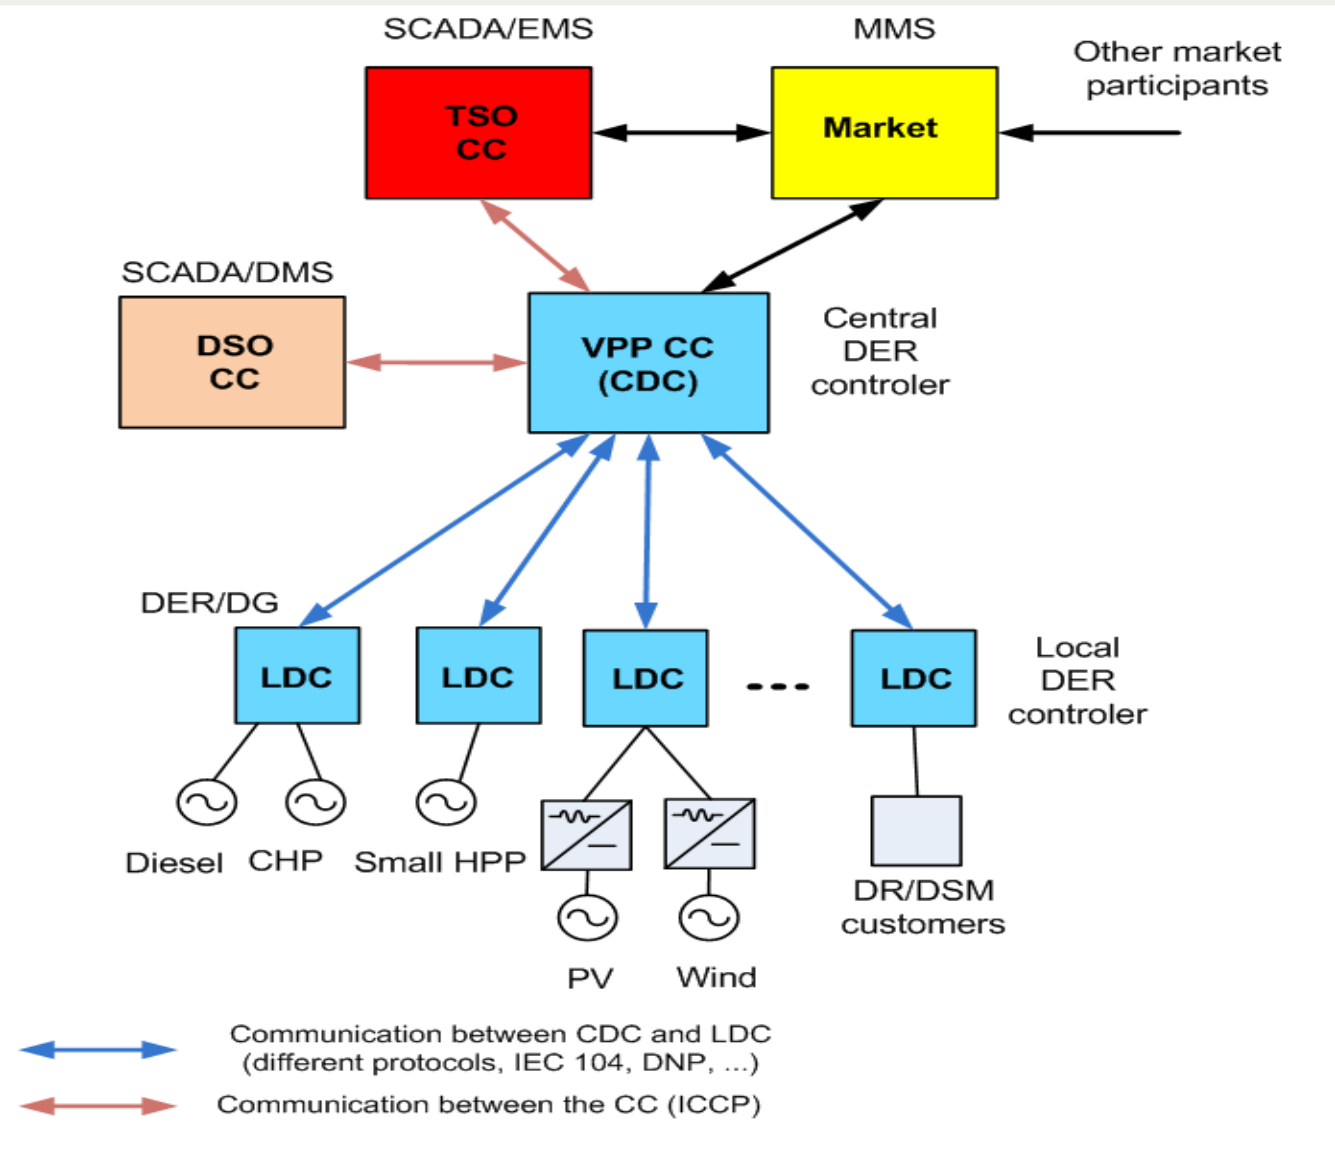 SCADA/EMS
MMS
Other market
participants
TSO
CC
Market
SCADA/DMS
DSO
CC
VPP CC
(CDC)
Central
DER
controler
DER/DG
LDC
LDC
LDC
LDC
Local
DER
controler
Diesel
CHP
Small HPP
DR/DSM
customers
PV
Wind
Communication between CDC and LDC
(different protocols, IEC 104, DNP, ...)
Communication between the CC (ICCP)